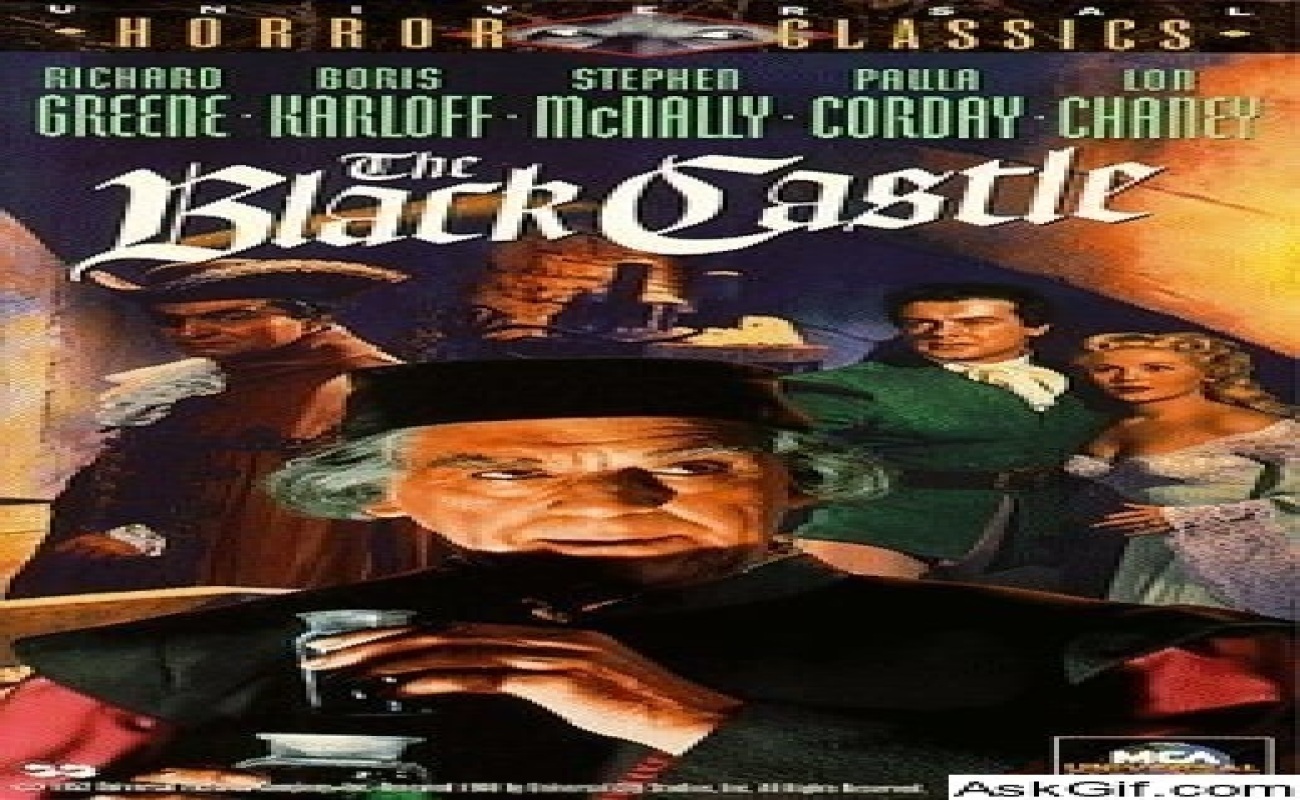 UNIVERSAL
HORROR CLASSICS
RICHARD BORIS STEPHEN PAULA LON
GREENE · KARLOFF · McNALLY · CORDAY · CHANEY
The
Black Castle
MCA
UNIVERSAL
AskGif.com